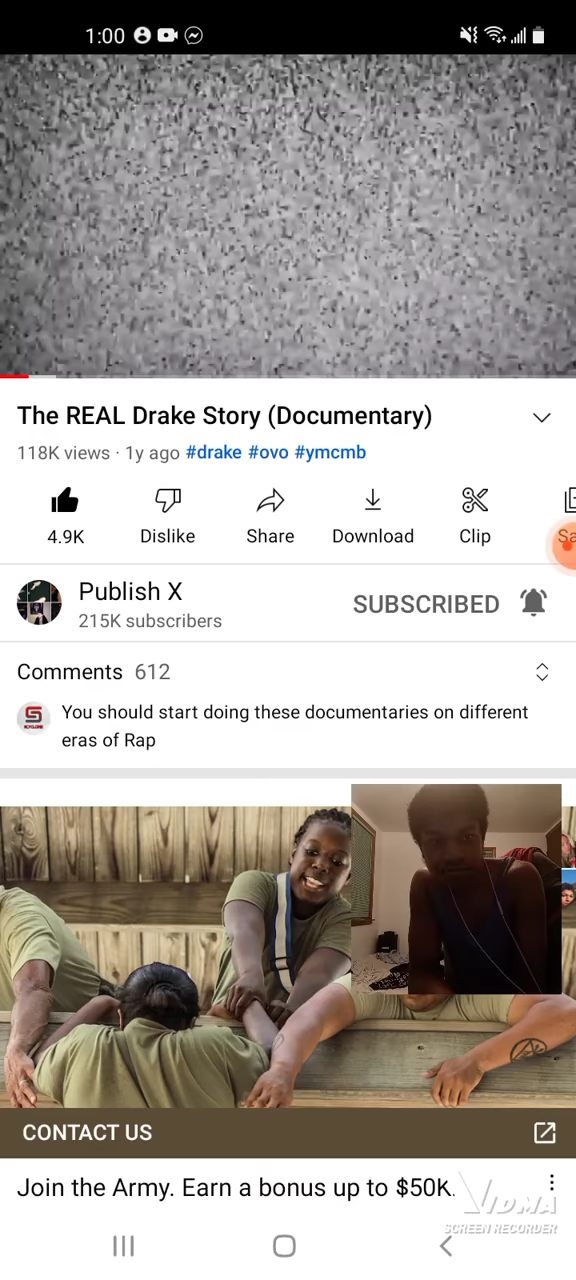 1:00
The REAL Drake Story (Documentary)
118K views · 1y ago #drake #ovo #ymcmb
4.9K
Dislike
Share
Download
Clip
Sa
Publish X
215K subscribers
SUBSCRIBED
Comments 612
You should start doing these documentaries on different
eras of Rap
CONTACT US
Join the Army. Earn a bonus up to $50K.
VIDMA
SCREEN RECORDER